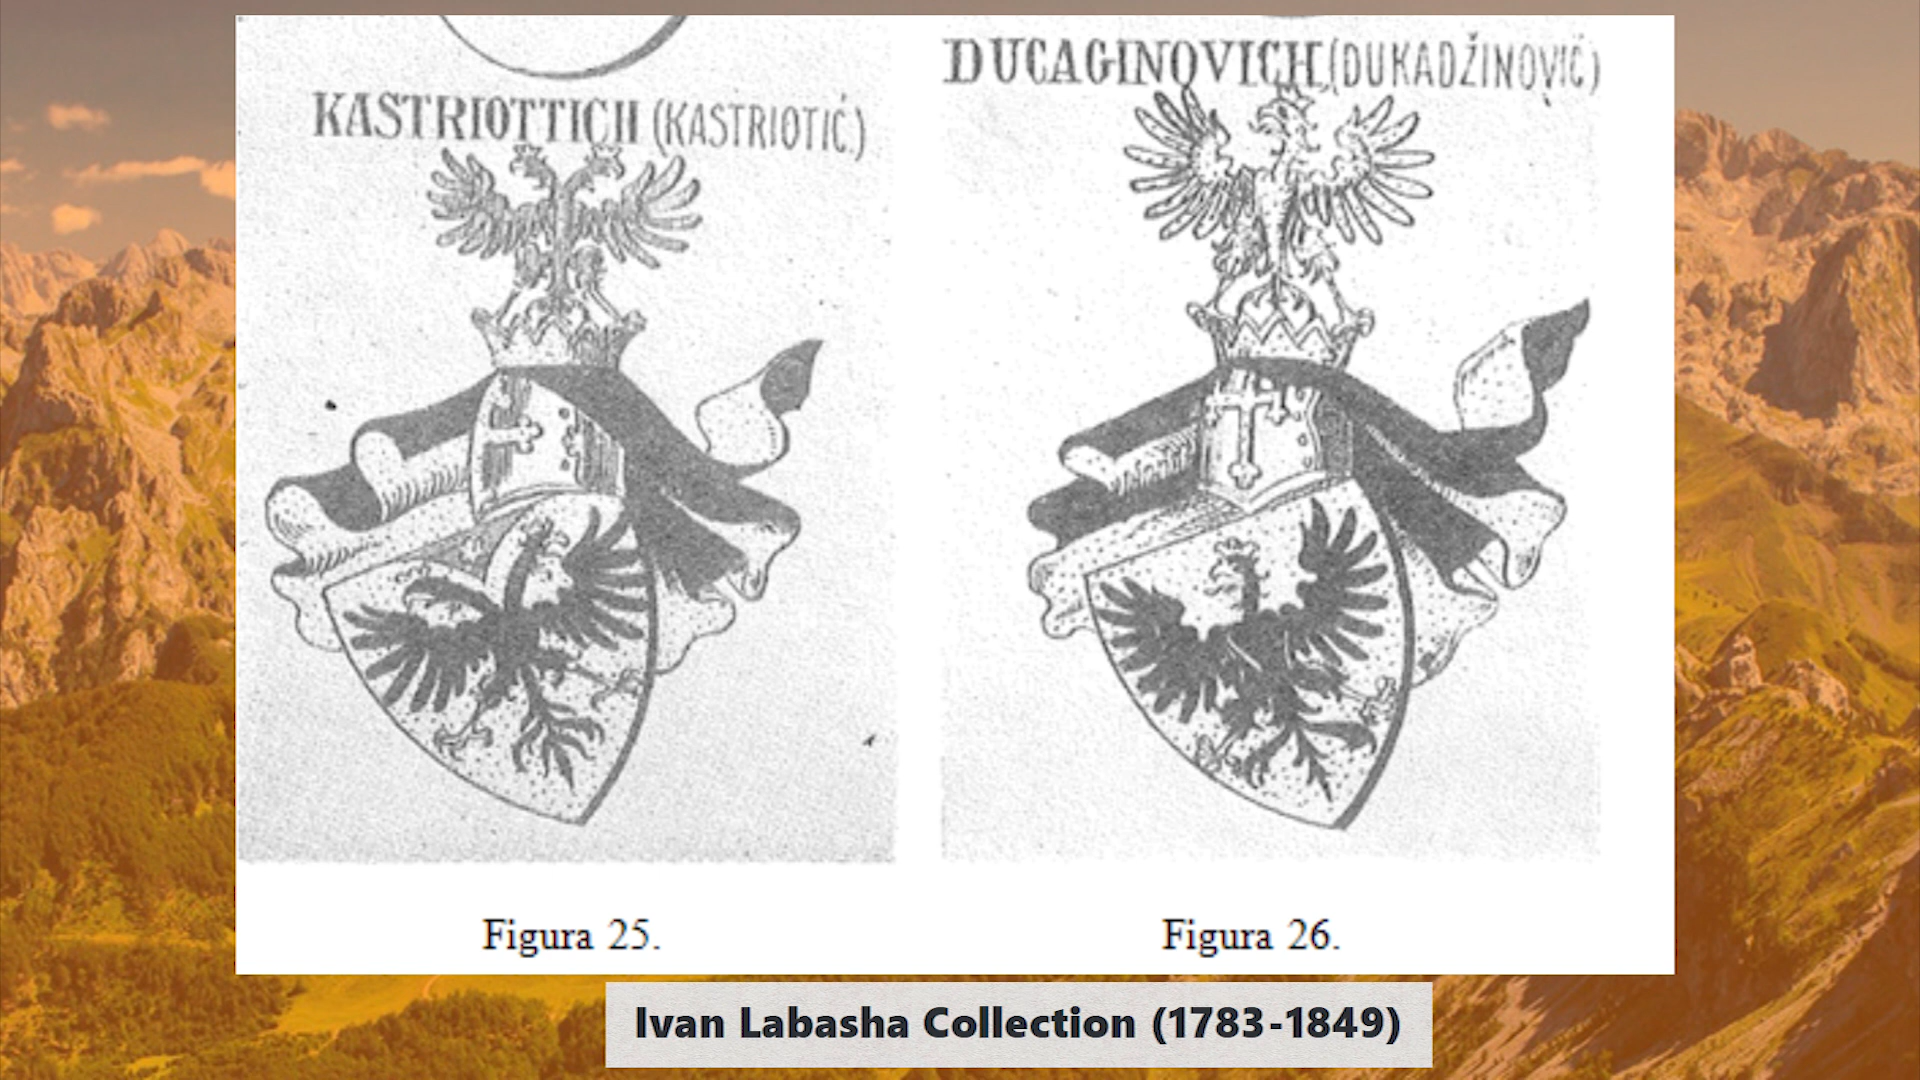 KASTRIOTTICH (KASTRIOTIĆ.)
DUCAGINOVICH (DUKADŽINOVIĆ)
Figura 25.
Figura 26.
Ivan Labasha Collection (1783-1849)